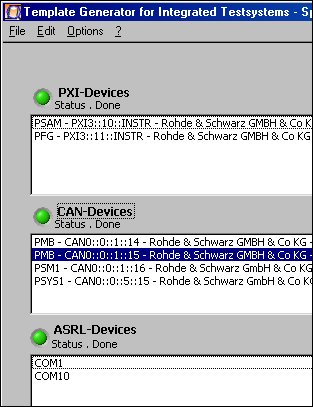 Template Generator for Integrated Testsystems - Sp
File Edit Options ?
PXI-Devices
Status . Done
PSAM - PXI3::10::INSTR - Rohde & Schwarz GMBH & Co KG
PFG - PXI3::11::INSTR - Rohde & Schwarz GMBH & Co KG
CAN-Devices
Status . Done
PMB - CAN0::0::1::14 - Rohde & Schwarz GMBH & Co KG -
PMB - CAN0::0::1::15 - Rohde & Schwarz GMBH & Co KG -
PSM1 - CAN0::0::1::16 - Rohde & Schwarz GmbH & Co KG
PSYS1 - CAN0::0::5::15 - Rohde & Schwarz GmbH & Co KG
ASRL-Devices
Status . Done
COM1
COM10